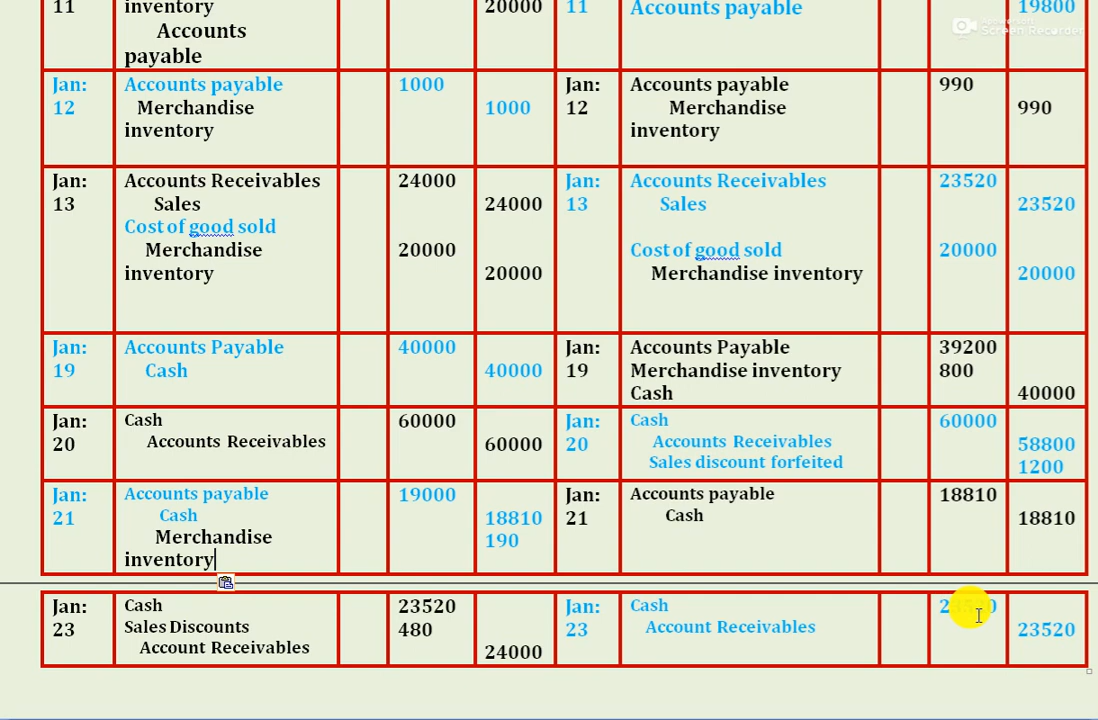 11 inventory 20000 11 Accounts payable 19800
Accounts
payable
Jan: Accounts payable 1000 Jan: Accounts payable 990
12 Merchandise 1000 12 Merchandise 990
inventory inventory
Jan: Accounts Receivables 24000 Jan: Accounts Receivables 23520
13 Sales 24000 13 Sales 23520
Cost of good sold
Merchandise 20000 Cost of good sold 20000
inventory 20000 Merchandise inventory 20000
Jan: Accounts Payable 40000 Jan: Accounts Payable 39200
19 Cash 40000 19 Merchandise inventory 800
Cash 40000
Jan: Cash 60000 Jan: Cash 60000
20 Accounts Receivables 60000 20 Accounts Receivables 58800
Sales discount forfeited 1200
Jan: Accounts payable 19000 Jan: Accounts payable 18810
21 Cash 18810 21 Cash 18810
Merchandise 190
inventory
Jan: Cash 23520 Jan: Cash
23 Sales Discounts 480 23 Account Receivables 23520
Account Receivables 24000
Screen Recorder